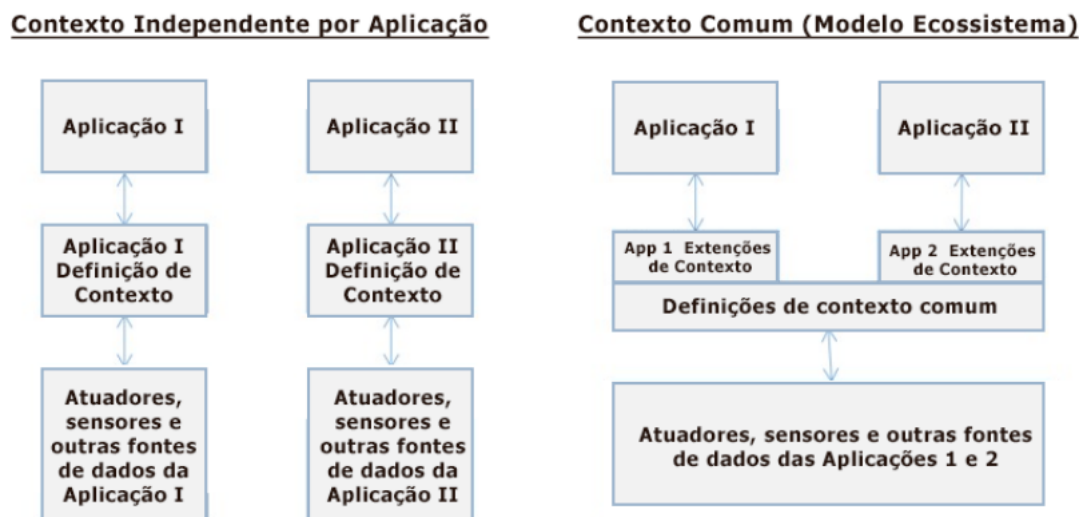 Contexto Independente por Aplicação
Aplicação I
Aplicação II
Aplicação I
Definição de
Contexto
Aplicação II
Definição de
Contexto
Atuadores,
sensores e
outras fontes
de dados da
Aplicação I
Atuadores,
sensores e
outras fontes
de dados da
Aplicação II
Contexto Comum (Modelo Ecossistema)
Aplicação I
Aplicação II
App 1 Extenções
de Contexto
App 2 Extenções
de Contexto
Definições de contexto comum
Atuadores, sensores e outras fontes
de dados das Aplicações 1 e 2